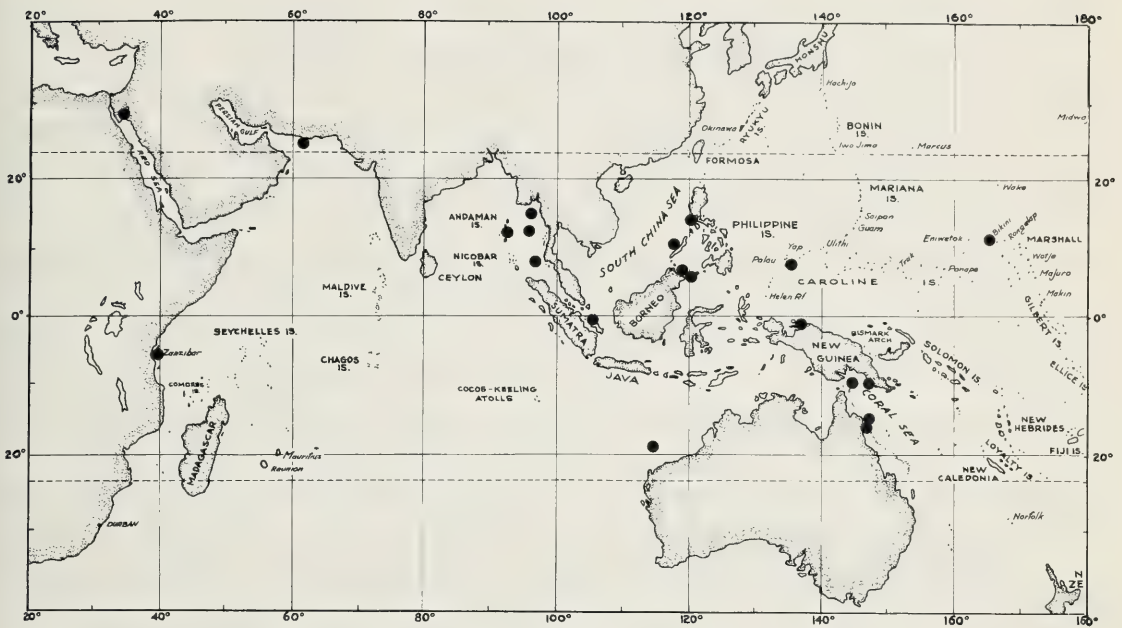 20° 40° 60° 80° 100° 120° 140° 160° 180°
HONSHU
Hachijo
PERSIAN GULF
RYUKYU IS.
Okinawa
BONIN IS.
Midwa
Iwo Jima
Marcus
FORMOSA
RED SEA
20° 20°
SOUTH CHINA SEA
MARIANA IS.
Wake
ANDAMAN IS.
Saipan
Guam
PHILIPPINE IS.
Bikini
Rongelap
Eniwetok
MARSHALL
Ulithi
Yap
NICOBAR IS.
CEYLON
Palau
Truk
Ponape
Wotje
Majuro
CAROLINE IS.
MALDIVE IS.
Helen Rf
Makin
BORNEO
SUMATRA
GILBERT IS.
0° 0°
SEYCHELLES IS.
BISMARK ARCH
NEW GUINEA
SOLOMON IS.
Zanzibar
CHAGOS IS.
JAVA
ELLICE IS
COMORES IS.
COCOS-KEELING ATOLLS
CORAL SEA
NEW HEBRIDES
MADAGASCAR
FIJI IS.
Mauritius
Reunion
LOYALTY IS
20° 20°
NEW CALEDONIA
DURBAN
Norfolk
N
ZE
20° 40° 60° 80° 100° 120° 140° 160° 180°